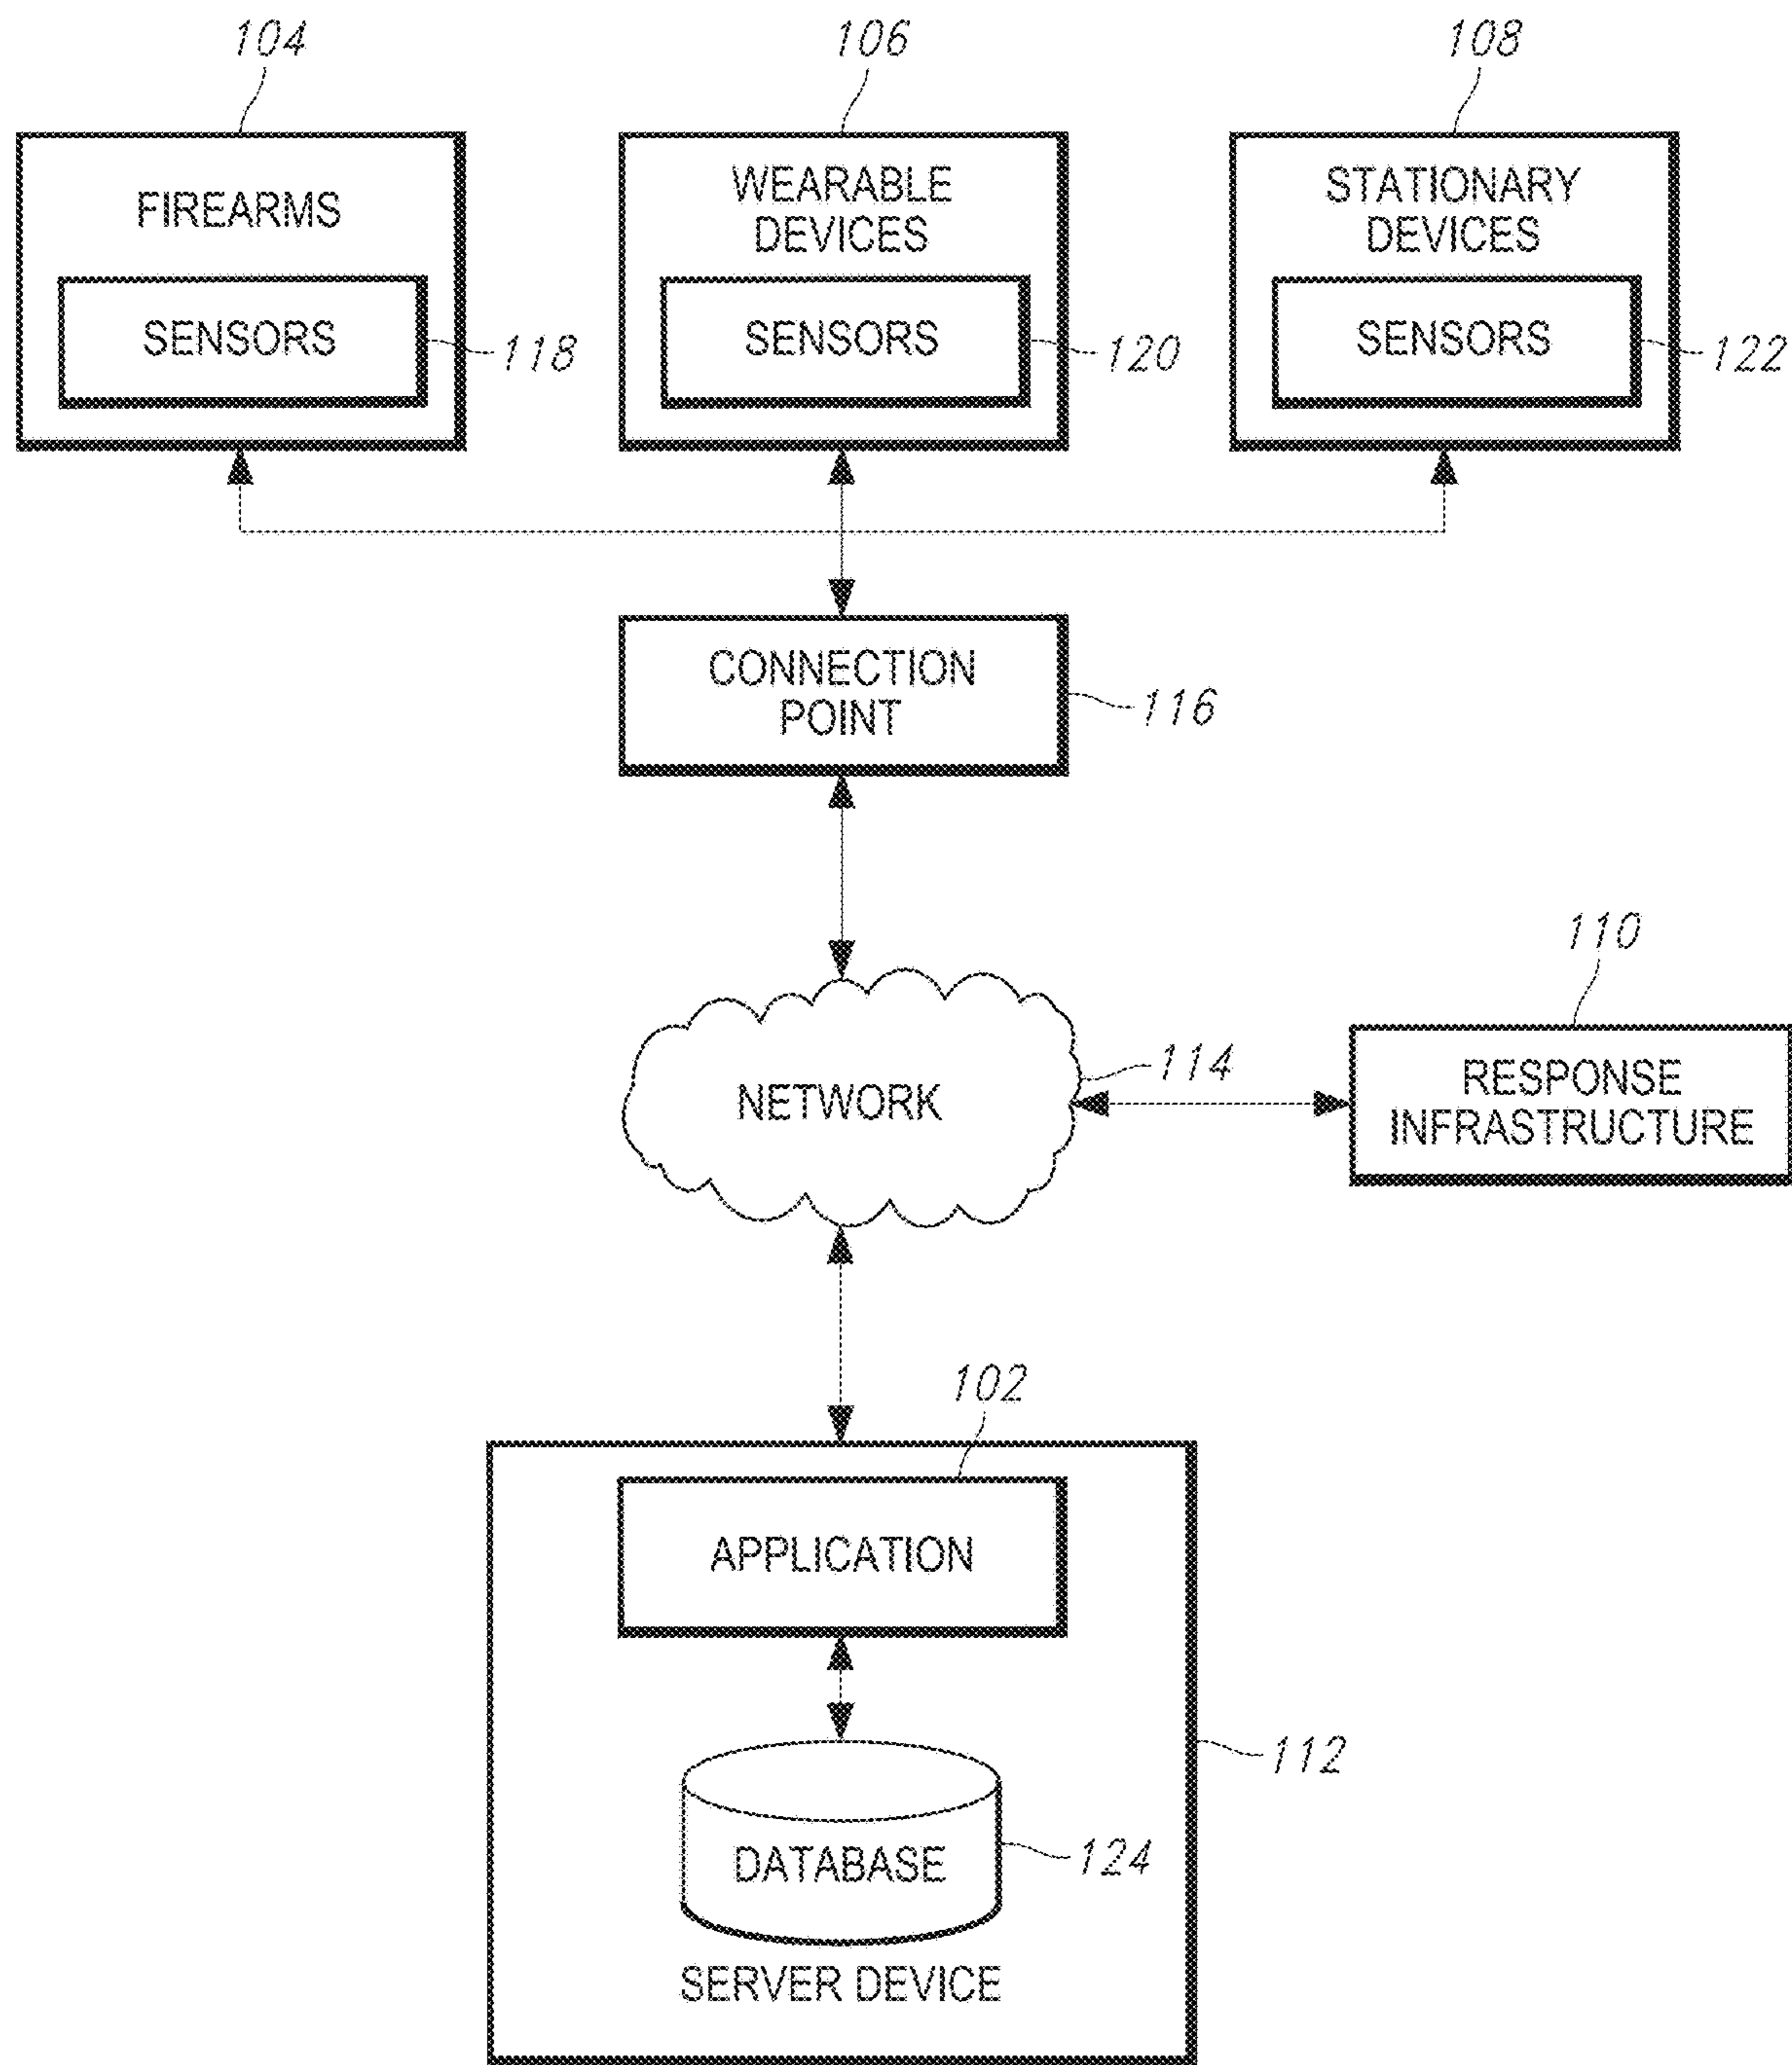 104
106
108
FIREARMS
SENSORS
118
WEARABLE
DEVICES
SENSORS
120
STATIONARY
DEVICES
SENSORS
122
CONNECTION
POINT
116
NETWORK
114
110
RESPONSE
INFRASTRUCTURE
102
APPLICATION
112
DATABASE
124
SERVER DEVICE